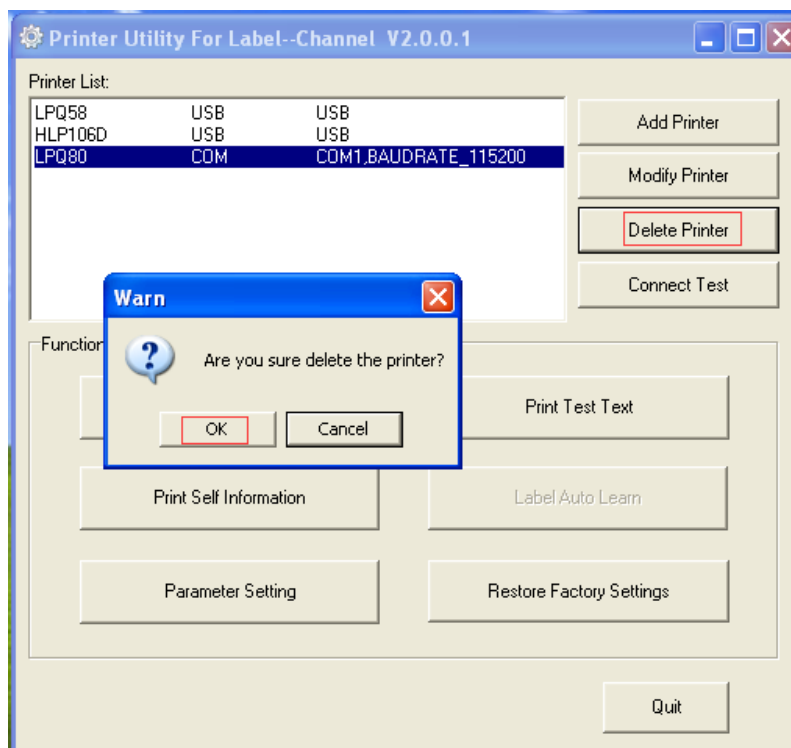 Printer Utility For Label--Channel V2.0.0.1
Printer List:
LPQ58 USB USB
HLP106D USB USB
LPQ80 COM COM1,BAUDRATE_115200
Add Printer
Modify Printer
Delete Printer
Connect Test
Warn
Are you sure delete the printer?
OK Cancel
Function
Print Test Text
Print Self Information
Label Auto Learn
Parameter Setting
Restore Factory Settings
Quit